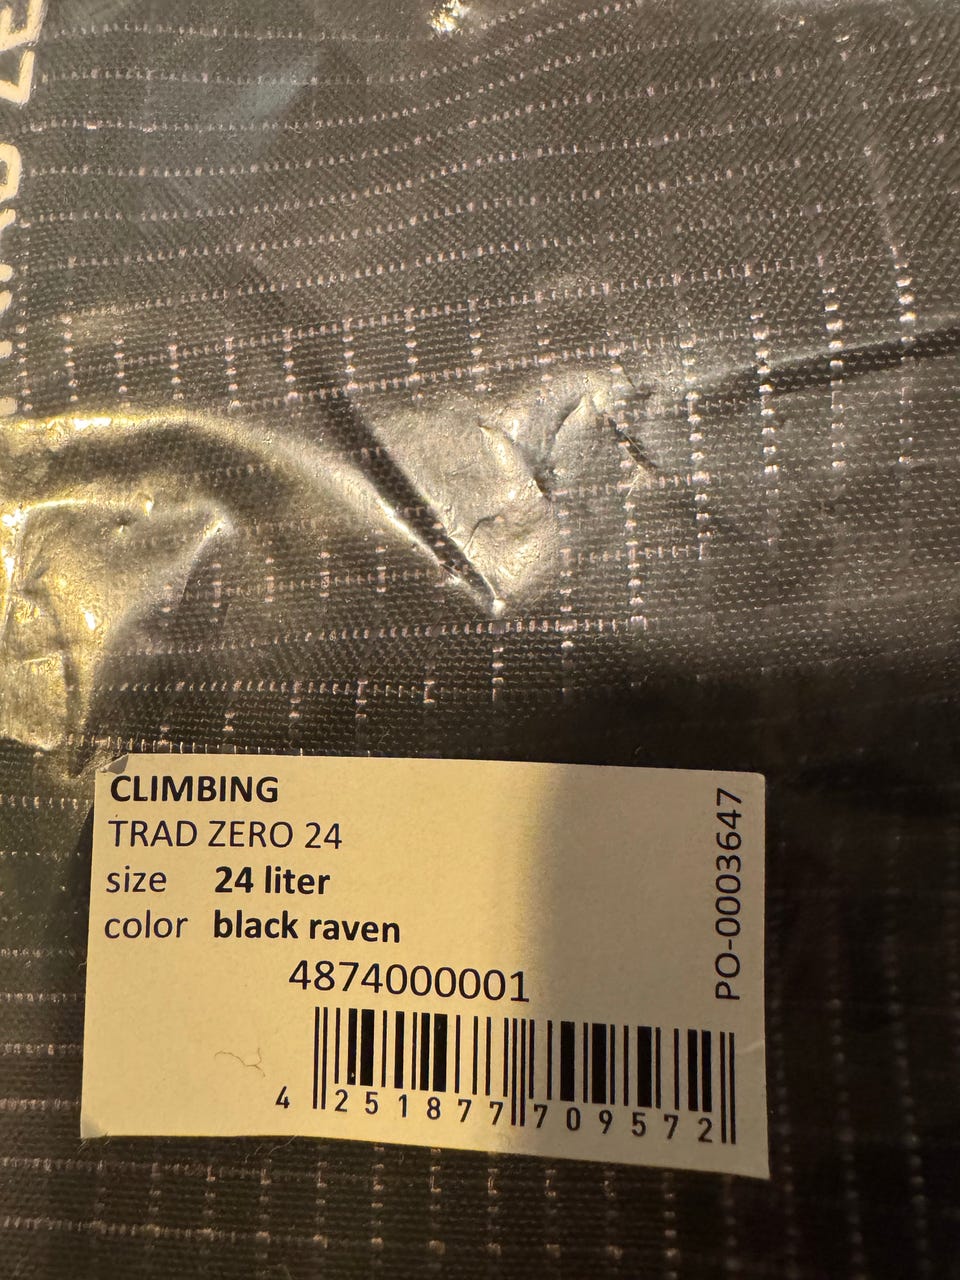 CLIMBING
TRAD ZERO 24
size 24 liter
color black raven
4874000001
4 251877 709572
PO-0003647